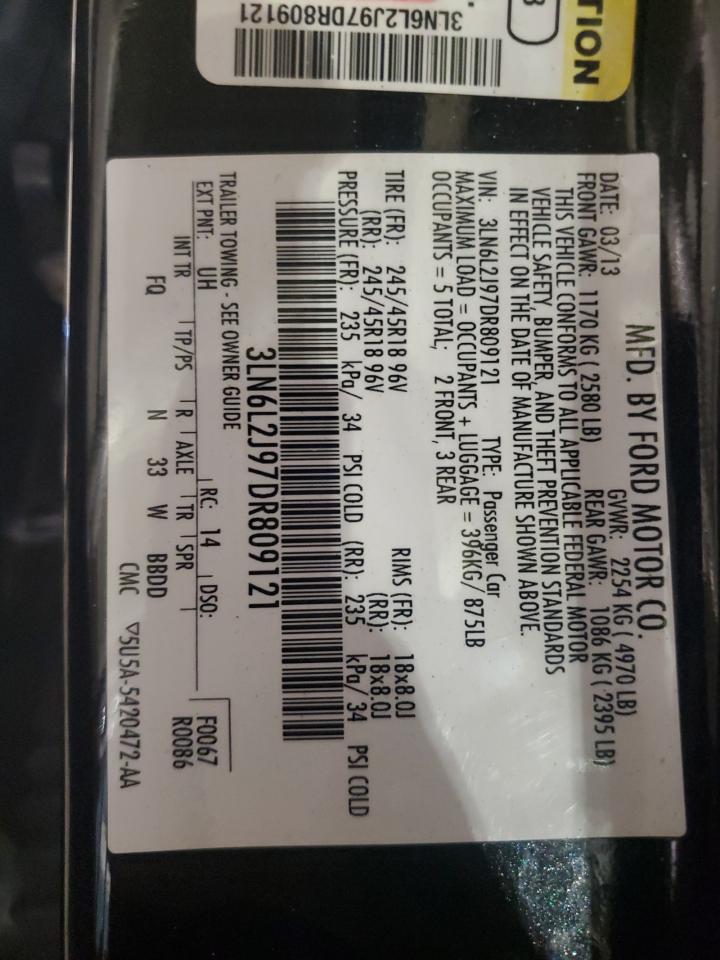 TION
3LN6L2J97DR809121
MFD. BY FORD MOTOR CO.
DATE: 03/13 GVWR: 2254 KG ( 4970 LB)
FRONT GAWR: 1170 KG ( 2580 LB) REAR GAWR: 1086 KG ( 2395 LB)
THIS VEHICLE CONFORMS TO ALL APPLICABLE FEDERAL MOTOR
VEHICLE SAFETY, BUMPER, AND THEFT PREVENTION STANDARDS
IN EFFECT ON THE DATE OF MANUFACTURE SHOWN ABOVE.
VIN: 3LN6L2J97DR809121 TYPE: Passenger Car
MAXIMUM LOAD = OCCUPANTS + LUGGAGE = 396KG/ 875LB
OCCUPANTS = 5 TOTAL; 2 FRONT, 3 REAR
TIRE (FR): 245/45R18 96V RIMS (FR): 18x8.0J
(RR): 245/45R18 96V (RR): 18x8.0J
PRESSURE (FR): 235 kPa/ 34 PSI COLD (RR): 235 kPa/ 34 PSI COLD
3LN6L2J97DR809121
TRAILER TOWING - SEE OWNER GUIDE
F0067
EXT PNT: UH RC: 14 DSO: R0086
INT TR TP/PS R AXLE TR SPR
FQ N 33 W BBDD
CMC ▽5U5A-5420472-AA